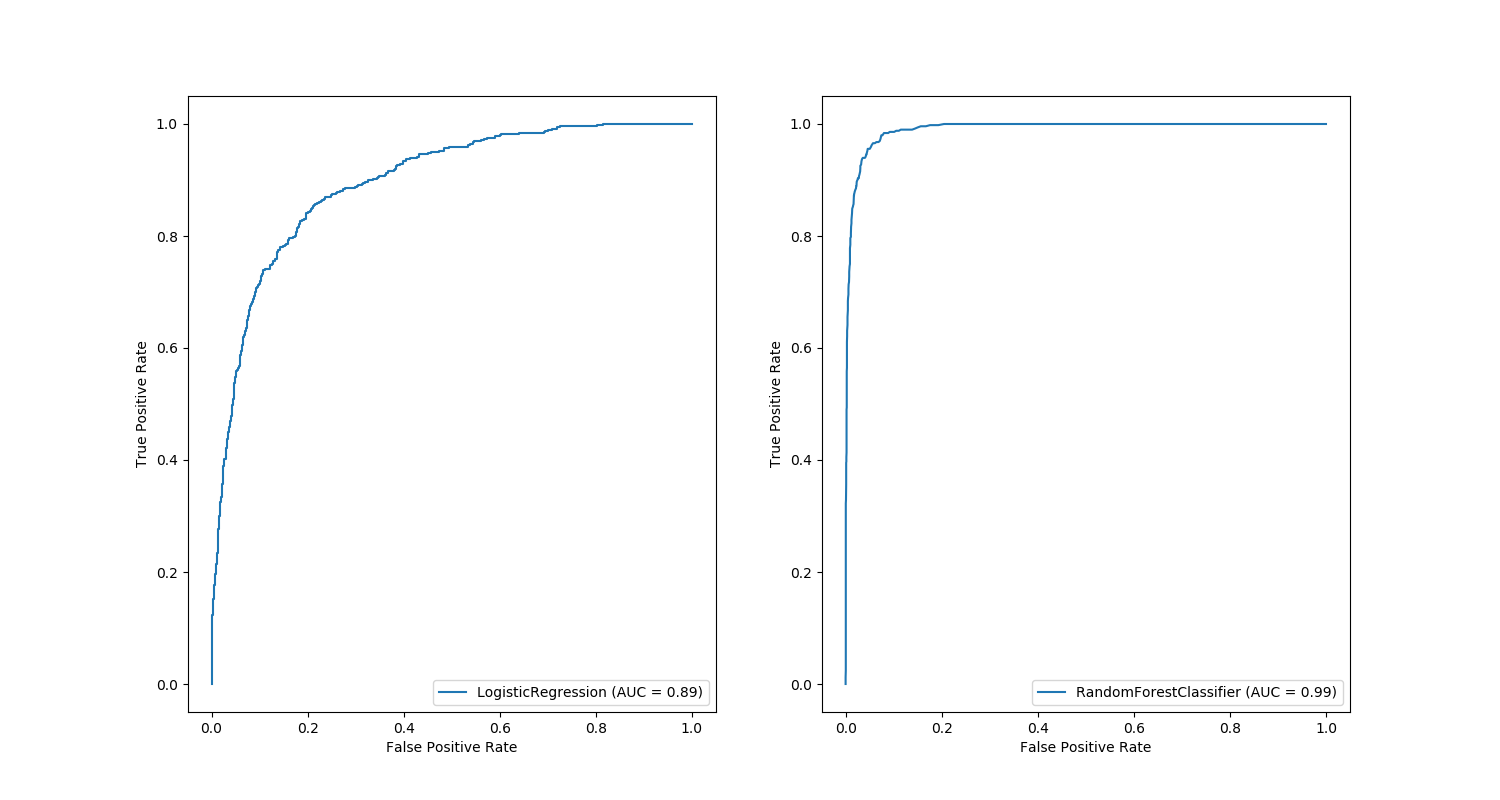 1.0
0.8
0.6
0.4
0.2
0.0
True Positive Rate
LogisticRegression (AUC = 0.89)
0.0 0.2 0.4 0.6 0.8 1.0
False Positive Rate
1.0
0.8
0.6
0.4
0.2
0.0
True Positive Rate
RandomForestClassifier (AUC = 0.99)
0.0 0.2 0.4 0.6 0.8 1.0
False Positive Rate